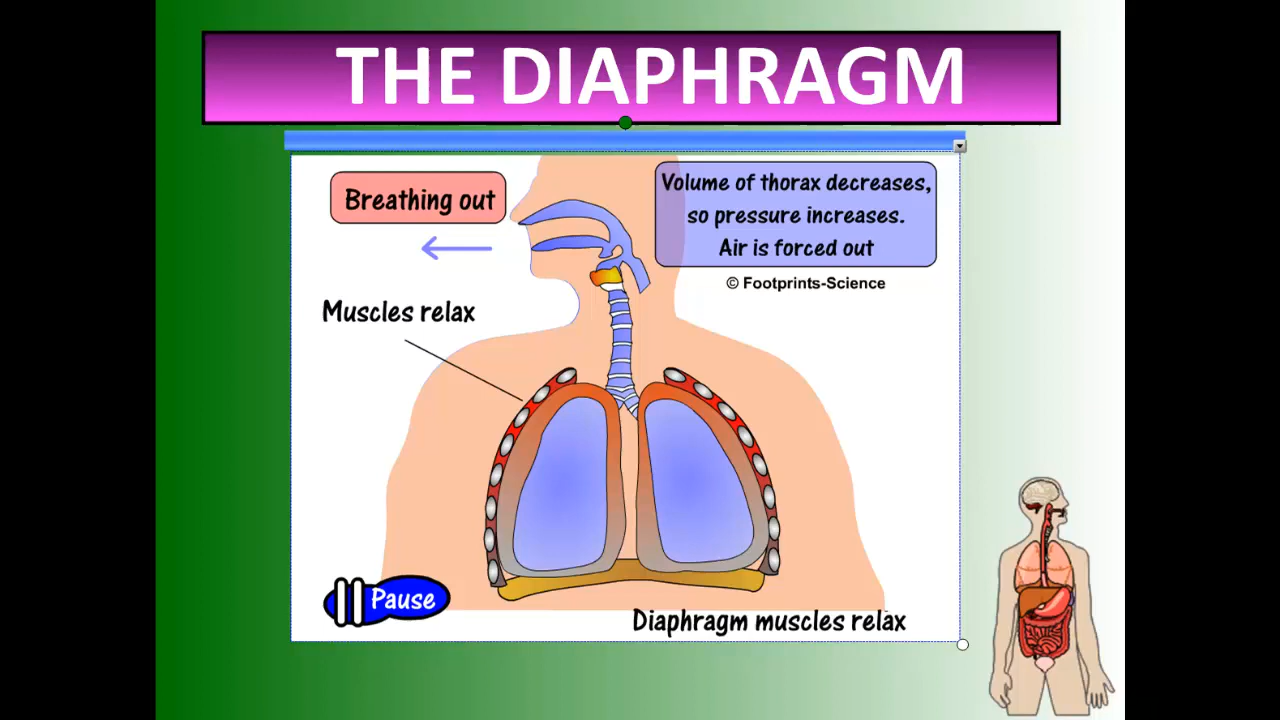 THE DIAPHRAGM
Breathing out
Volume of thorax decreases,
so pressure increases.
Air is forced out
© Footprints-Science
Muscles relax
Pause
Diaphragm muscles relax